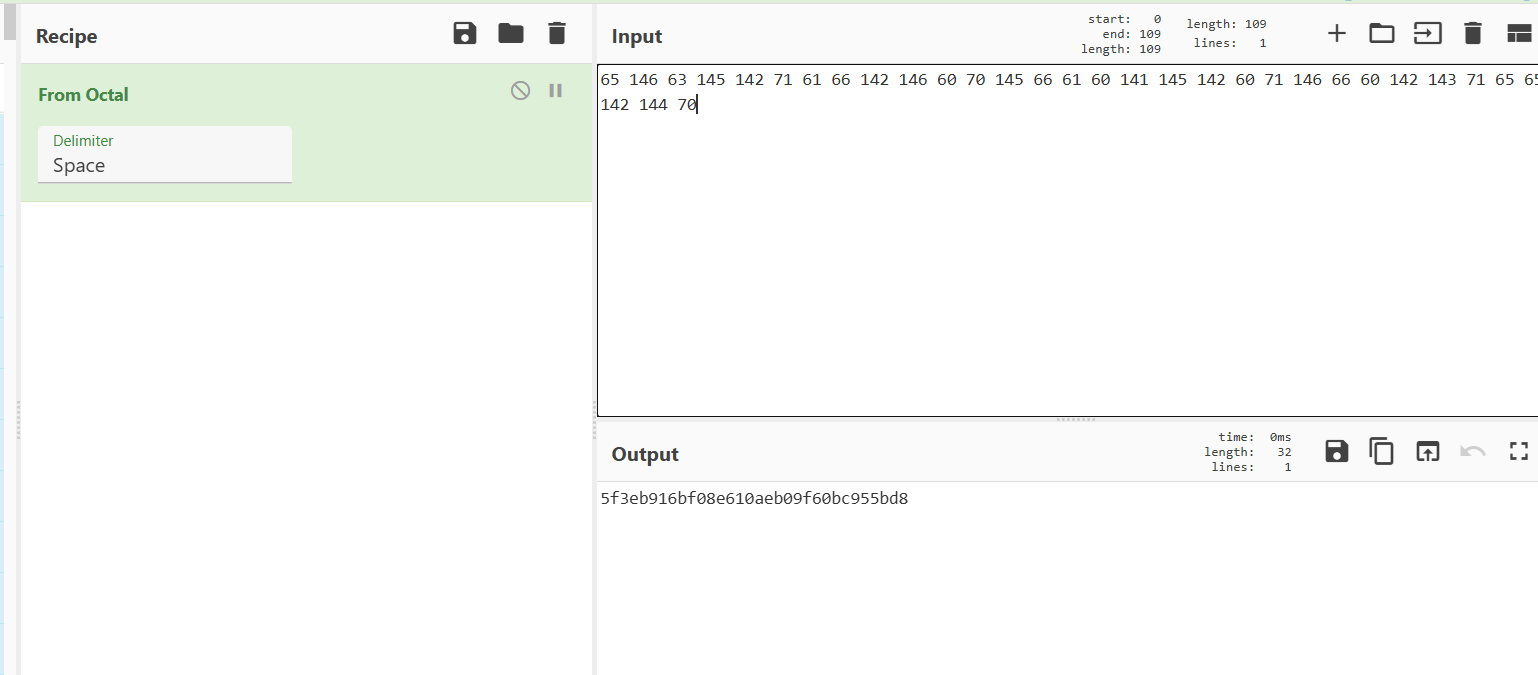 Recipe
From Octal
Delimiter
Space
Input
start: 0
end: 109
length: 109
length: 109
lines: 1
65 146 63 145 142 71 61 66 142 146 60 70 145 66 61 60 141 145 142 60 71 146 66 60 142 143 71 65 65
142 144 70
Output
time: 0ms
length: 32
lines: 1
5f3eb916bf08e610aeb09f60bc955bd8